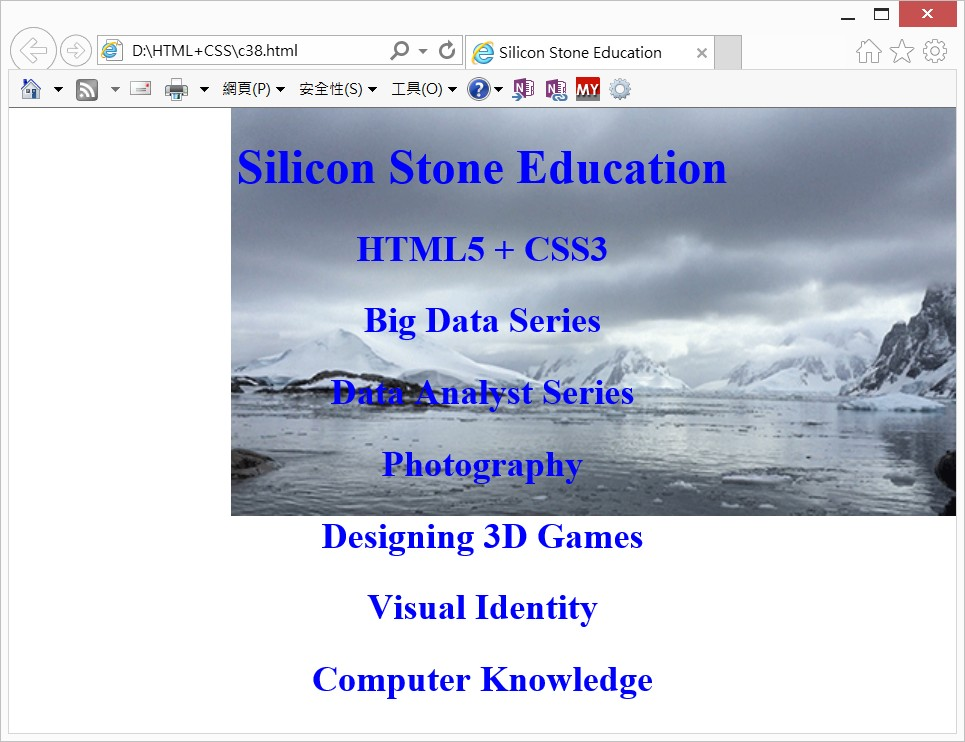 D:\HTML+CSS\c38.html
Silicon Stone Education
網頁(P) 安全性(S) 工具(O) ? N N MY
Silicon Stone Education
HTML5 + CSS3
Big Data Series
Data Analyst Series
Photography
Designing 3D Games
Visual Identity
Computer Knowledge